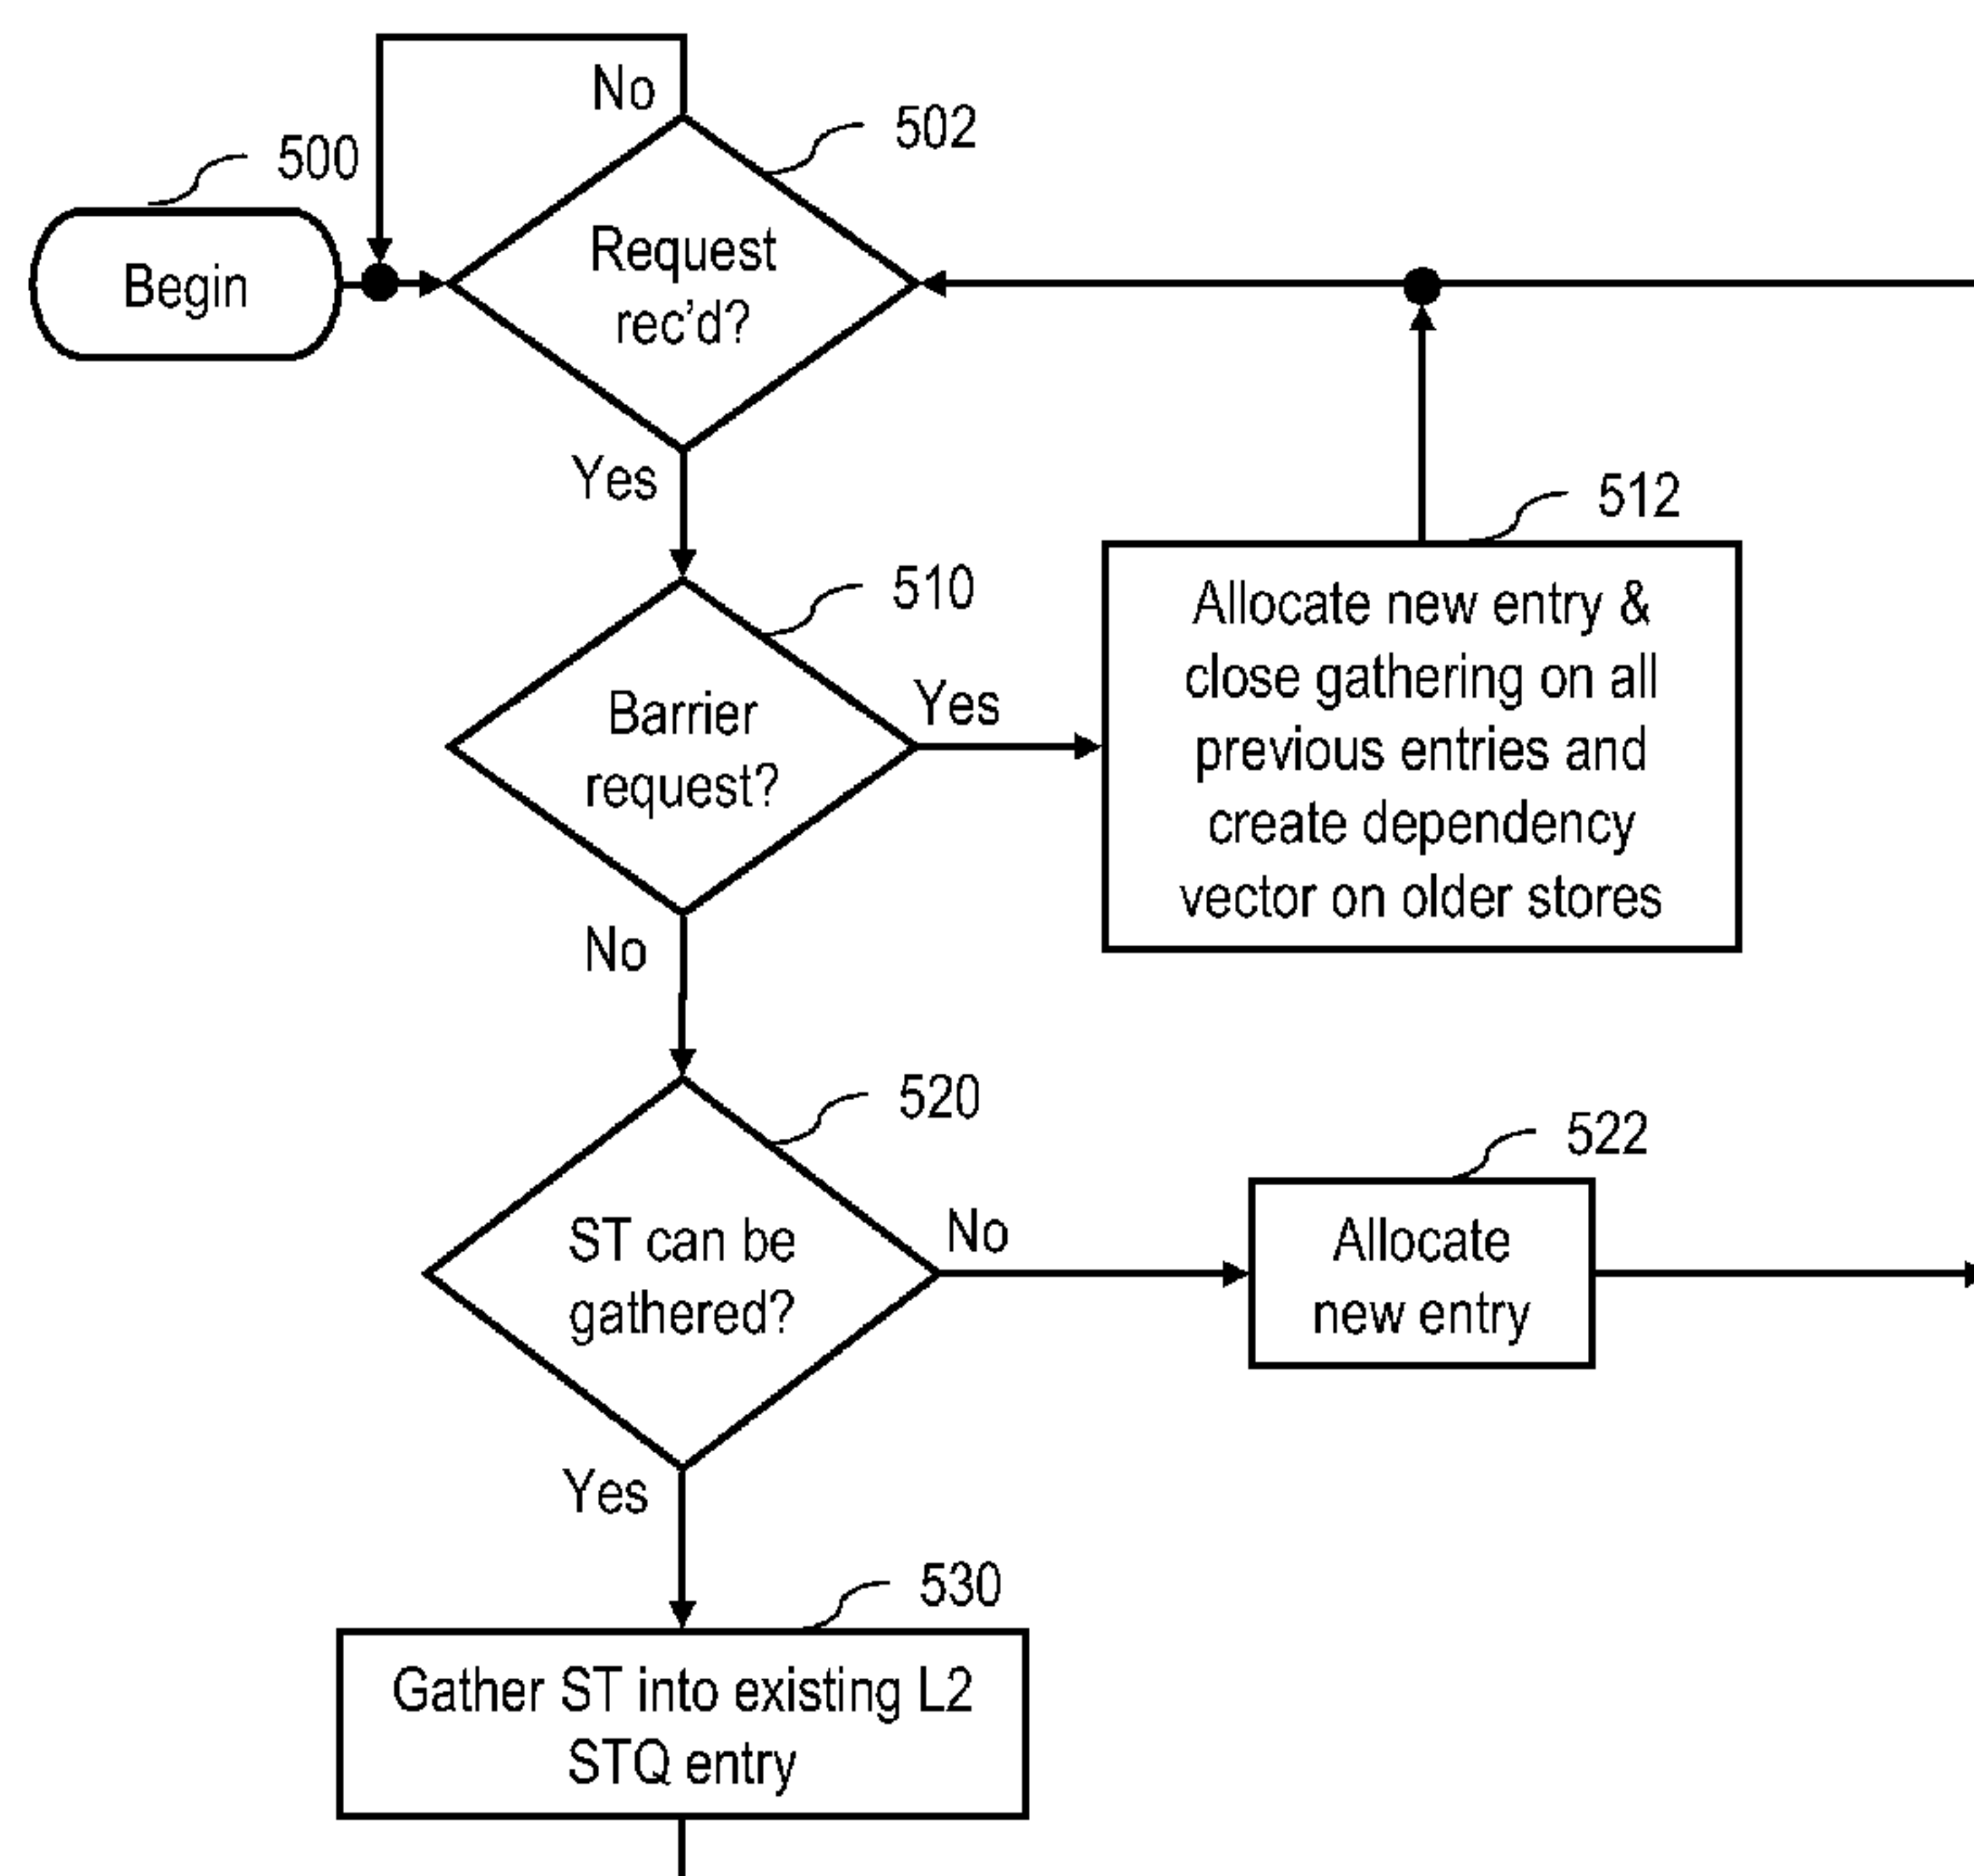 No
502
500
Begin
Request
rec'd?
Yes
512
510
Allocate new entry &
close gathering on all
previous entries and
create dependency
vector on older stores
Barrier
request?
Yes
No
520
522
ST can be
gathered?
No
Allocate
new entry
Yes
530
Gather ST into existing L2
STQ entry